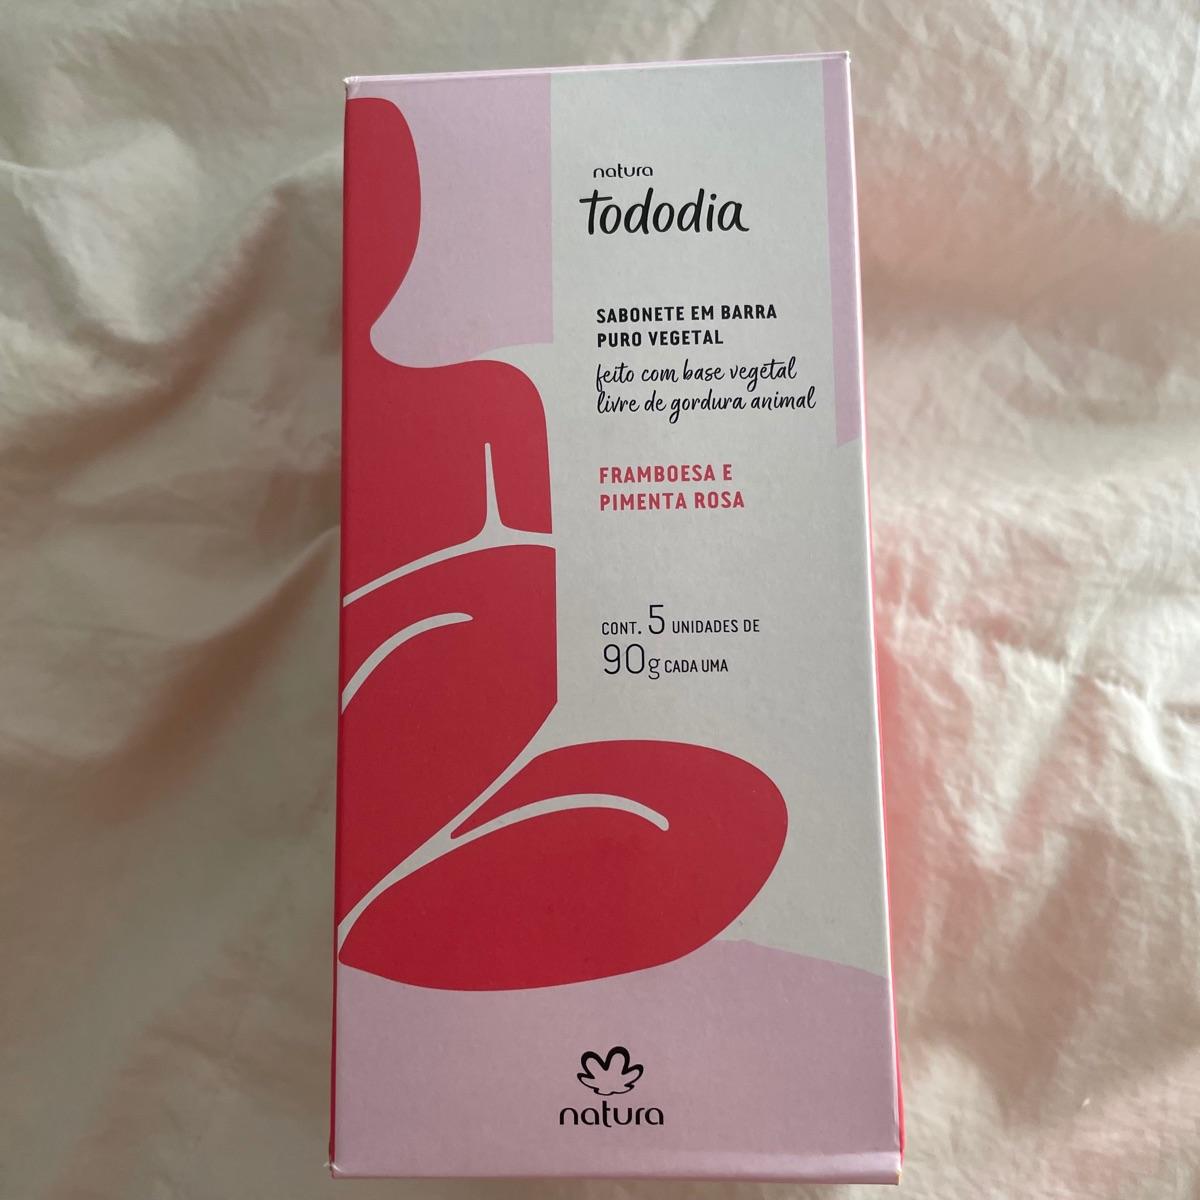 natura
tododia
SABONETE EM BARRA
PURO VEGETAL
feito com base vegetal
livre de gordura animal
FRAMBOESA E
PIMENTA ROSA
CONT. 5 UNIDADES DE
90g CADA UMA
natura